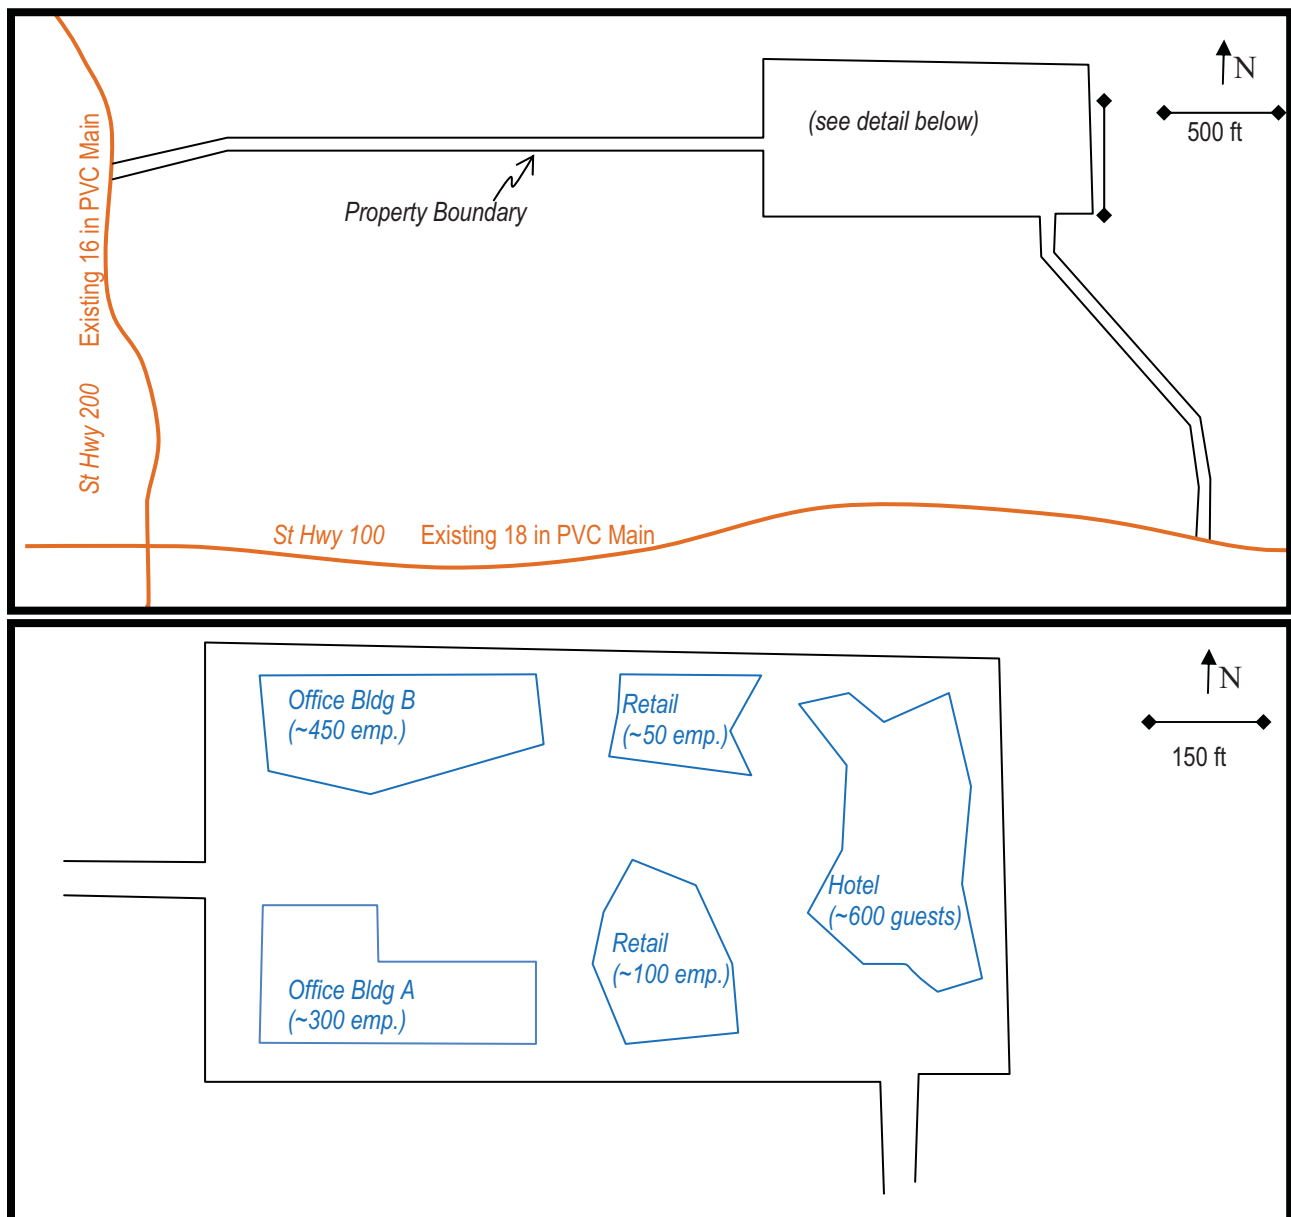 N
(see detail below)
500 ft
Property Boundary
St Hwy 200 Existing 16 in PVC Main
St Hwy 100 Existing 18 in PVC Main
N
150 ft
Office Bldg B
(~450 emp.)
Retail
(~50 emp.)
Hotel
(~600 guests)
Retail
(~100 emp.)
Office Bldg A
(~300 emp.)